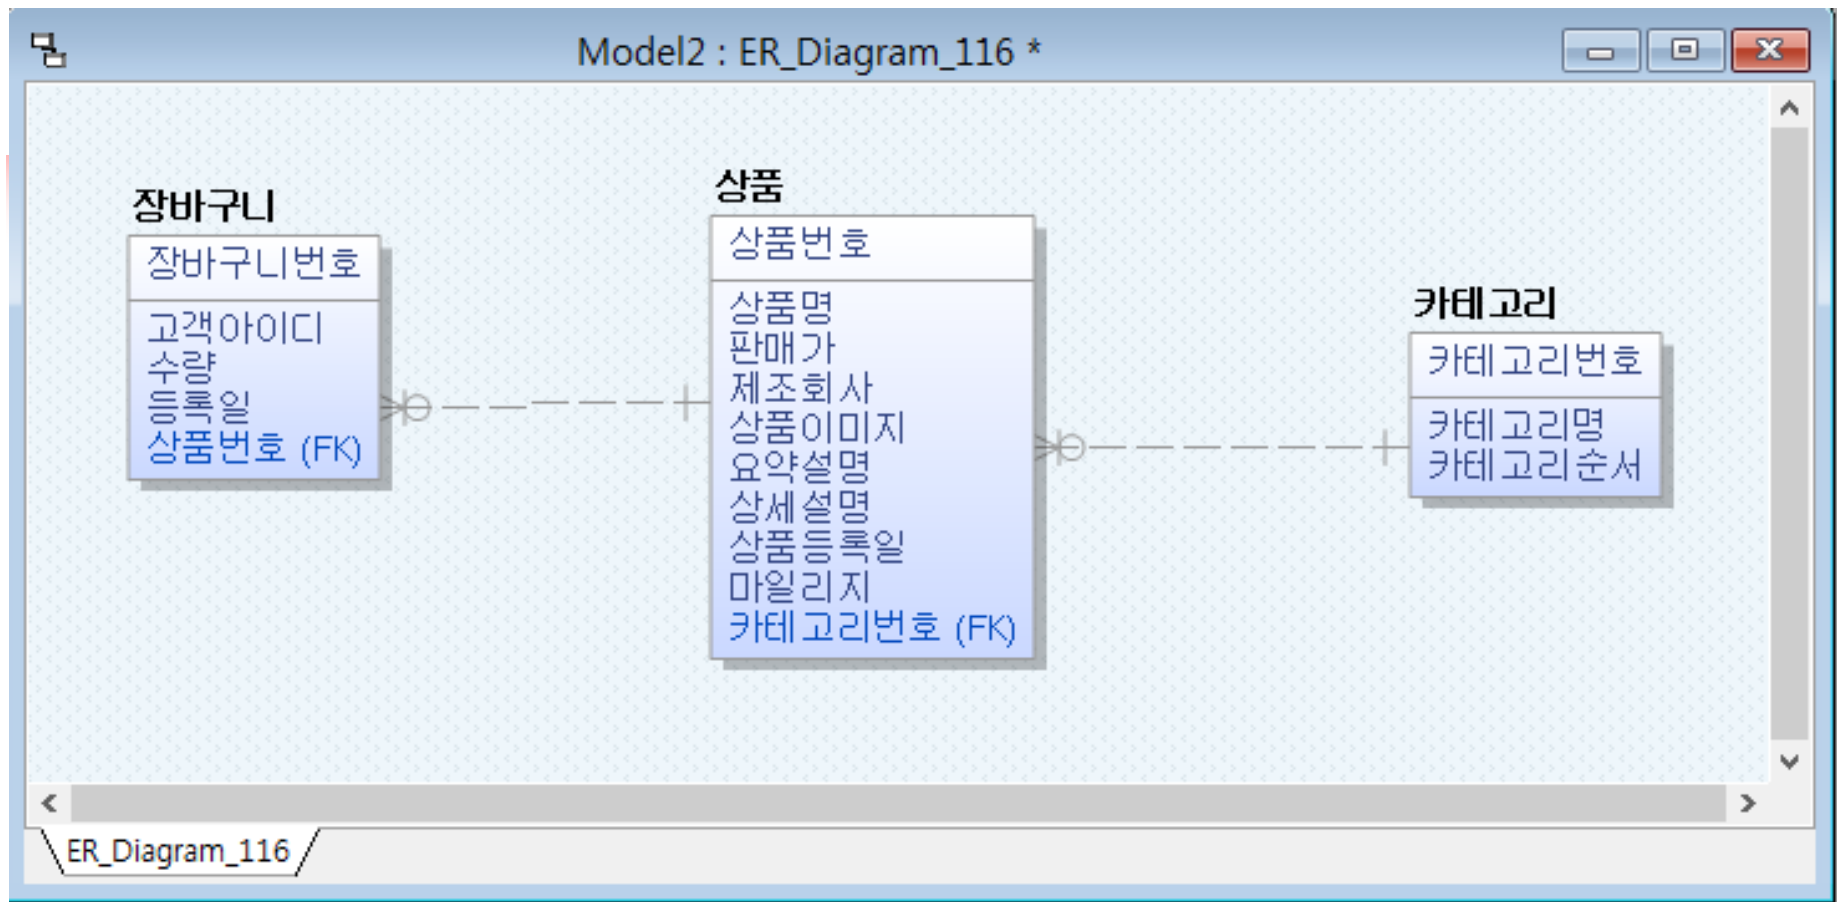 Model2 : ER_Diagram_116 *
장바구니
장바구니번호
고객아이디
수량
등록일
상품번호 (FK)
상품
상품번호
상품명
판매가
제조회사
상품이미지
요약설명
상세설명
상품등록일
마일리지
카테고리번호 (FK)
카테고리
카테고리번호
카테고리명
카테고리순서
ER_Diagram_116